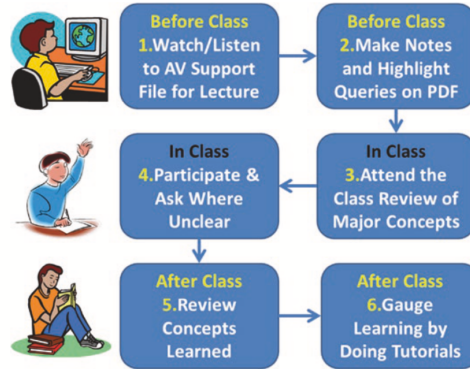 Before Class
1.Watch/Listen
to AV Support
File for Lecture
Before Class
2.Make Notes
and Highlight
Queries on PDF
In Class
3.Attend the
Class Review of
Major Concepts
In Class
4.Participate &
Ask Where
Unclear
After Class
5.Review
Concepts
Learned
After Class
6.Gauge
Learning by
Doing Tutorials